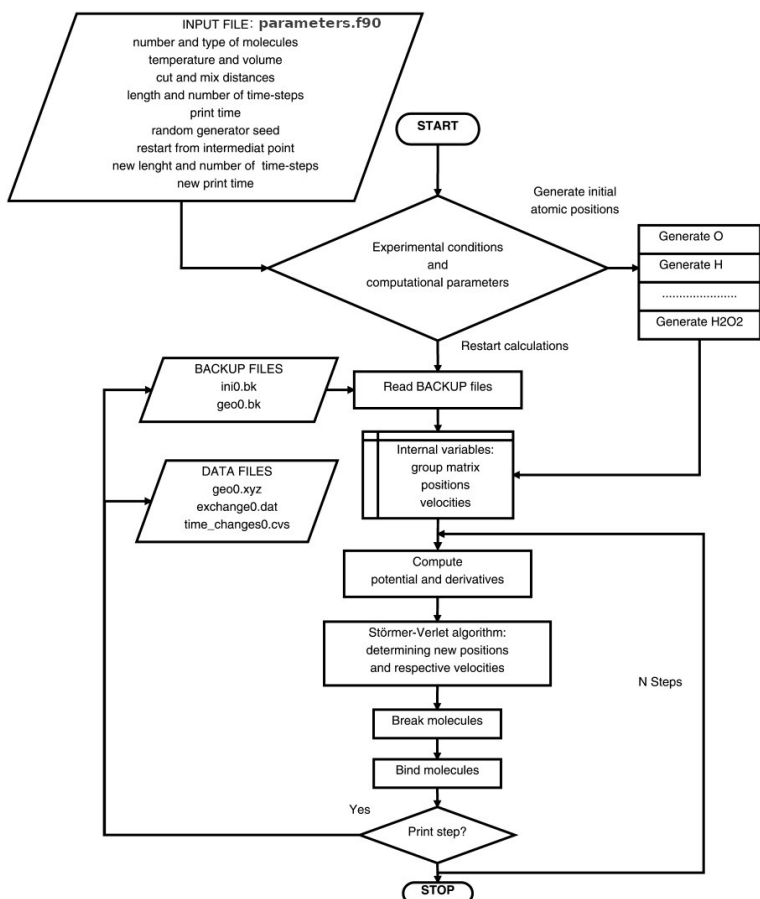 INPUT FILE: parameters.f90
number and type of molecules
temperature and volume
cut and mix distances
length and number of time-steps
print time
random generator seed
restart from intermediat point
new lenght and number of time-steps
new print time
START
Experimental conditions
and
computational parameters
Generate initial
atomic positions
Generate O
Generate H
.....................
Generate H2O2
Restart calculations
BACKUP FILES
ini0.bk
geo0.bk
Read BACKUP files
Internal variables:
group matrix
positions
velocities
DATA FILES
geo0.xyz
exchange0.dat
time_changes0.cvs
Compute
potential and derivatives
Störmer-Verlet algorithm:
determining new positions
and respective velocities
N Steps
Break molecules
Bind molecules
Yes
Print step?
STOP